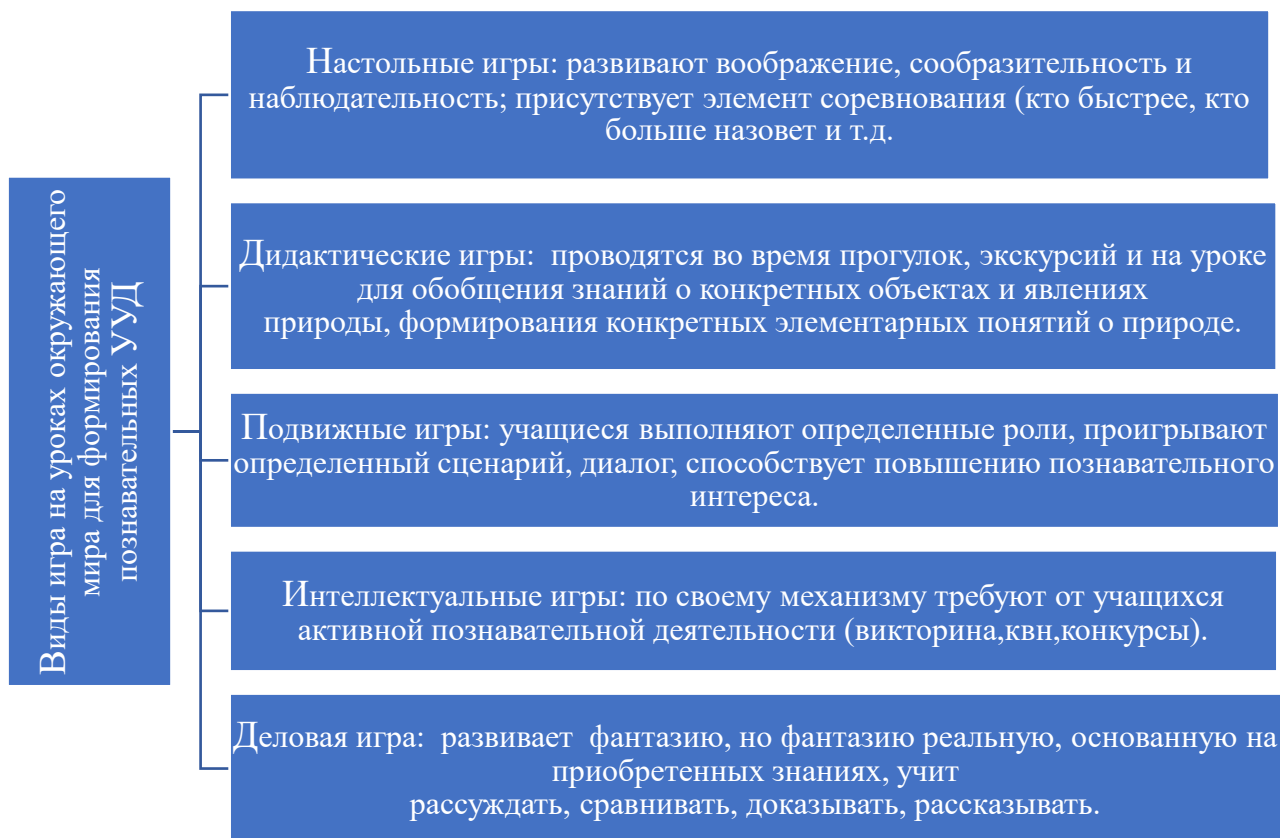 Виды игра на уроках окружающего
мира для формирования
познавательных УУД
Настольные игры: развивают воображение, сообразительность и
наблюдательность; присутствует элемент соревнования (кто быстрее, кто
больше назовет и т.д.
Дидактические игры:  проводятся во время прогулок, экскурсий и на уроке
для обобщения знаний о конкретных объектах и явлениях
природы, формирования конкретных элементарных понятий о природе.
Подвижные игры: учащиеся выполняют определенные роли, проигрывают
определенный сценарий, диалог, способствует повышению познавательного
интереса.
Интеллектуальные игры: по своему механизму требуют от учащихся
активной познавательной деятельности (викторина,квн,конкурсы).
Деловая игра:  развивает  фантазию, но фантазию реальную, основанную на
приобретенных знаниях, учит
рассуждать, сравнивать, доказывать, рассказывать.